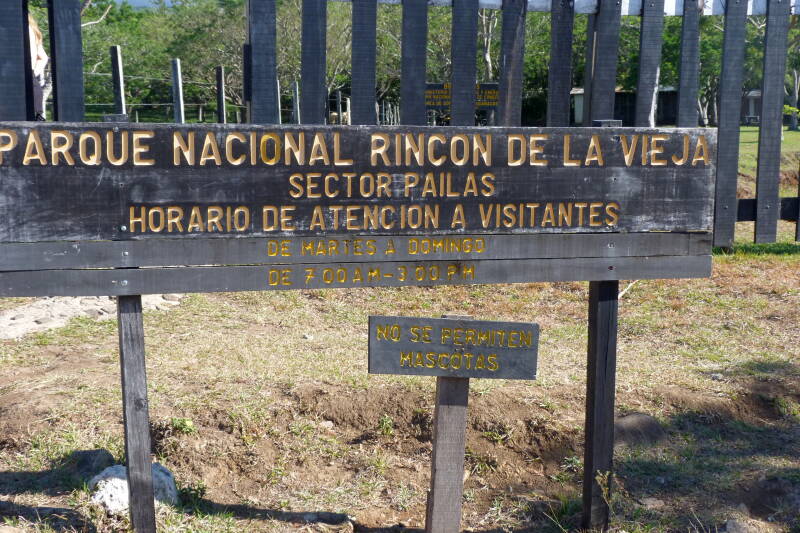 PARQUE NACIONAL RINCON DE LA VIEJA
SECTOR PAILAS
HORARIO DE ATENCION A VISITANTES
DE MARTES A DOMINGO
DE 7:00 AM - 3:00 PM
NO SE PERMITEN
MASCOTAS